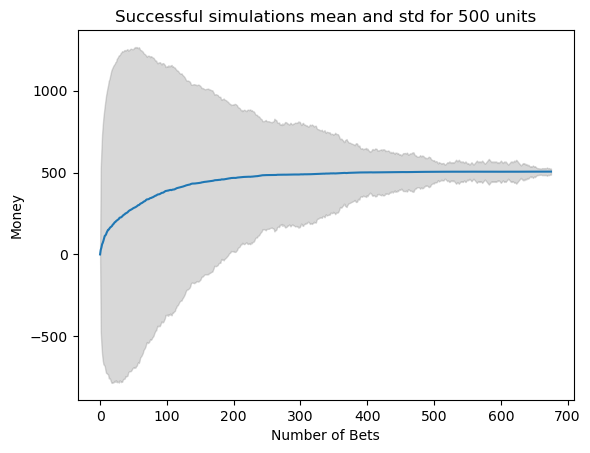 Successful simulations mean and std for 500 units
1000
500
0
−500
Money
0 100 200 300 400 500 600 700
Number of Bets